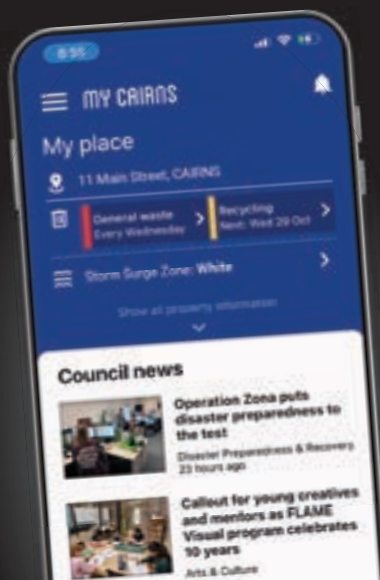 8:55
MY CAIRNS
My place
11 Main Street, CAIRNS
General waste
Every Wednesday
Recycling
Next: Wed 29 Oct
Storm Surge Zone: White
Show all property information
Council news
Operation Zona puts
disaster preparedness to
the test
Disaster Preparedness & Recovery
23 hours ago
Callout for young creatives
and mentors as FLAME
Visual program celebrates
10 years
Arts & Culture